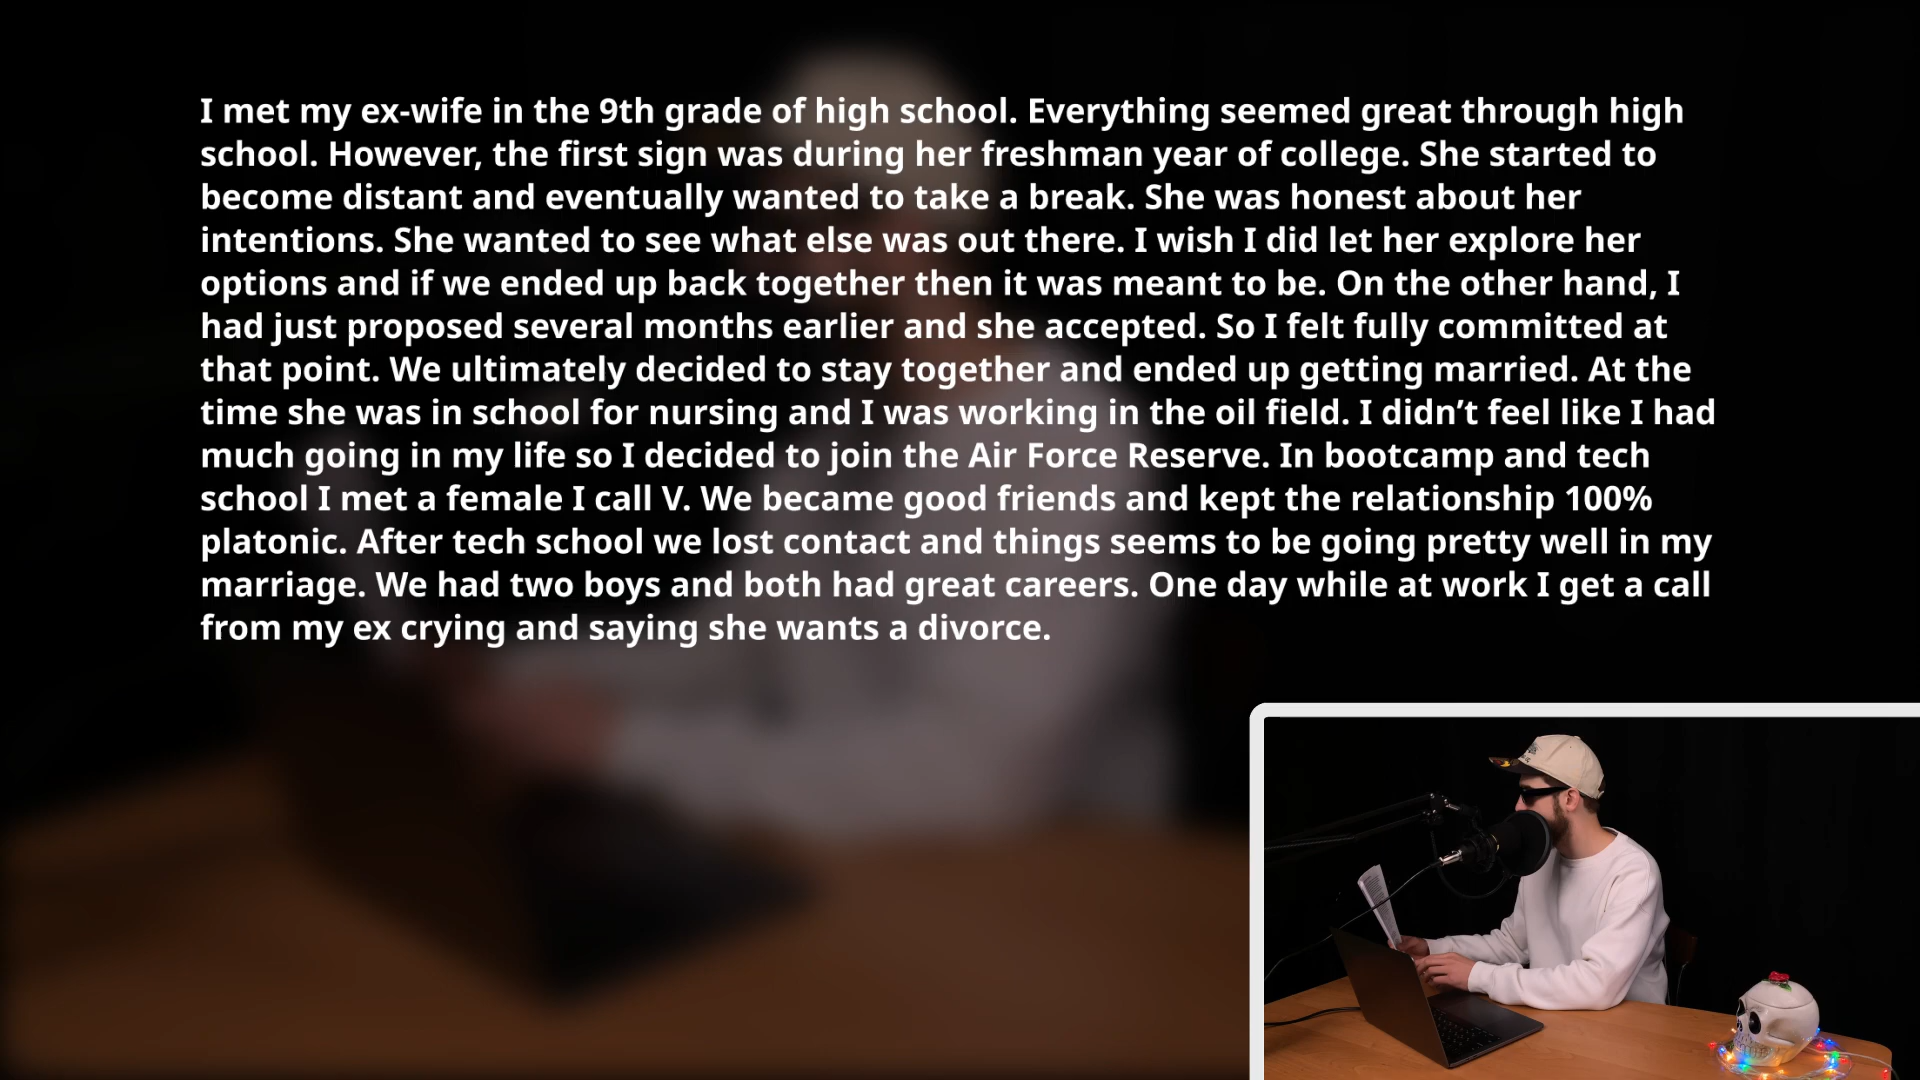 I met my ex-wife in the 9th grade of high school. Everything seemed great through high
school. However, the first sign was during her freshman year of college. She started to
become distant and eventually wanted to take a break. She was honest about her
intentions. She wanted to see what else was out there. I wish I did let her explore her
options and if we ended up back together then it was meant to be. On the other hand, I
had just proposed several months earlier and she accepted. So I felt fully committed at
that point. We ultimately decided to stay together and ended up getting married. At the
time she was in school for nursing and I was working in the oil field. I didn’t feel like I had
much going in my life so I decided to join the Air Force Reserve. In bootcamp and tech
school I met a female I call V. We became good friends and kept the relationship 100%
platonic. After tech school we lost contact and things seems to be going pretty well in my
marriage. We had two boys and both had great careers. One day while at work I get a call
from my ex crying and saying she wants a divorce.